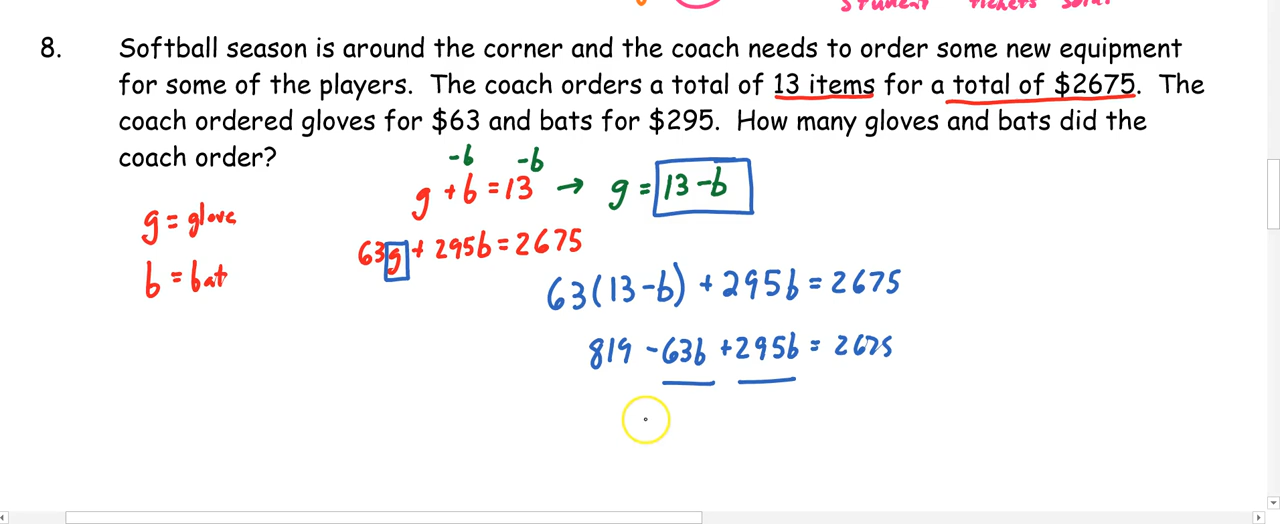 student tickets sold.
8. Softball season is around the corner and the coach needs to order some new equipment
for some of the players. The coach orders a total of 13 items for a total of $2675. The
coach ordered gloves for $63 and bats for $295. How many gloves and bats did the
coach order?
-b -b
g + b = 13 → g = 13 - b
g = glove
63g + 295b = 2675
b = bat
63(13 - b) + 295b = 2675
819 - 63b + 295b = 2675